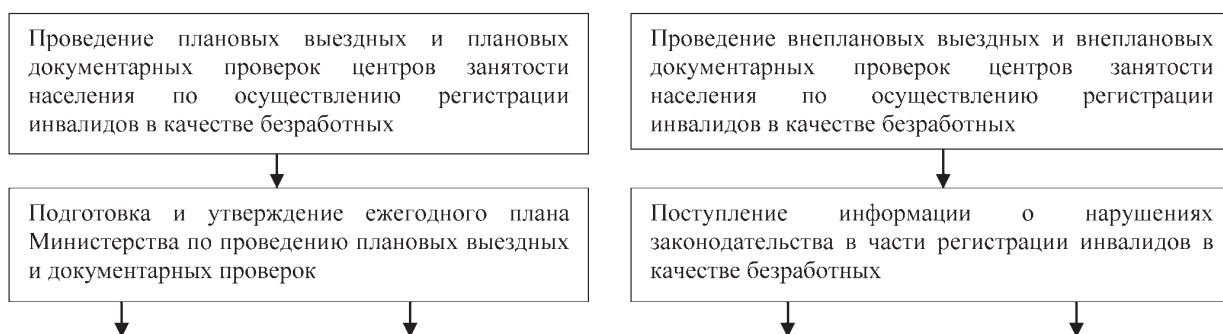 Проведение плановых выездных и плановых
документарных проверок центров занятости
населения по осуществлению регистрации
инвалидов в качестве безработных
Проведение внеплановых выездных и внеплановых
документарных проверок центров занятости
населения по осуществлению регистрации
инвалидов в качестве безработных
Подготовка и утверждение ежегодного плана
Министерства по проведению плановых выездных
и документарных проверок
Поступление информации о нарушениях
законодательства в части регистрации инвалидов в
качестве безработных